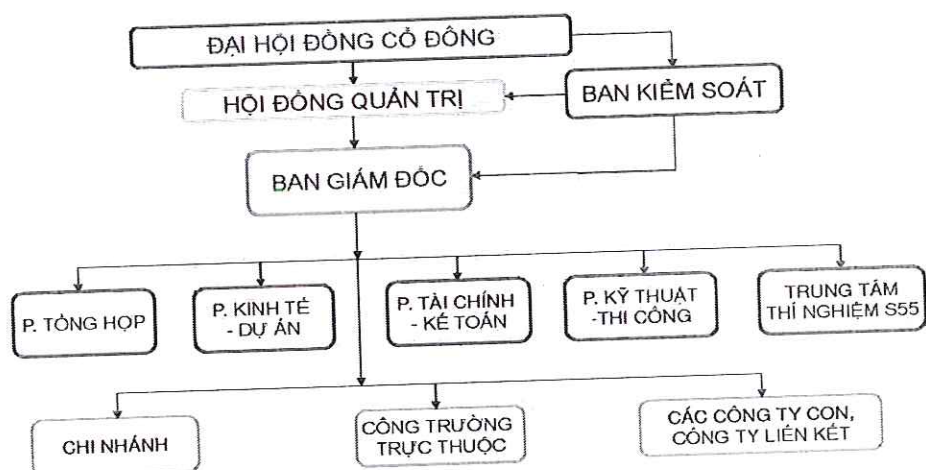 ĐẠI HỘI ĐỒNG CỔ ĐÔNG
HỘI ĐỒNG QUẢN TRỊ
BAN KIỂM SOÁT
BAN GIÁM ĐỐC
P. TỔNG HỢP
P. KINH TẾ
- DỰ ÁN
P. TÀI CHÍNH
- KẾ TOÁN
P. KỸ THUẬT
-THI CÔNG
TRUNG TÂM
THÍ NGHIỆM S55
CHI NHÁNH
CÔNG TRƯỜNG
TRỰC THUỘC
CÁC CÔNG TY CON,
CÔNG TY LIÊN KẾT